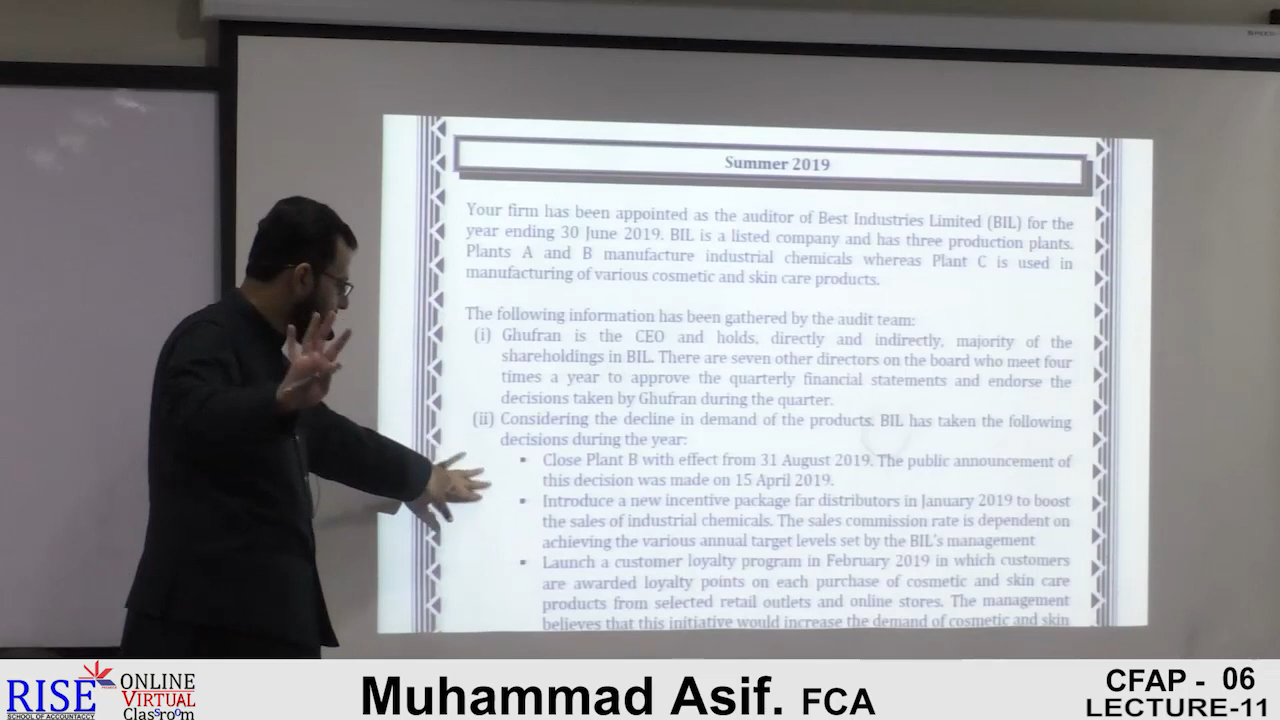 Summer 2019
Your firm has been appointed as the auditor of Best Industries Limited (BIL) for the
year ending 30 June 2019. BIL is a listed company and has three production plants.
Plants A and B manufacture industrial chemicals whereas Plant C is used in
manufacturing of various cosmetic and skin care products.
The following information has been gathered by the audit team:
(i) Ghufran is the CEO and holds, directly and indirectly, majority of the
shareholdings in BIL. There are seven other directors on the board who meet four
times a year to approve the quarterly financial statements and endorse the
decisions taken by Ghufran during the quarter.
(ii) Considering the decline in demand of the products. BIL has taken the following
decisions during the year:
▪ Close Plant B with effect from 31 August 2019. The public announcement of
this decision was made on 15 April 2019.
▪ Introduce a new incentive package far distributors in January 2019 to boost
the sales of industrial chemicals. The sales commission rate is dependent on
achieving the various annual target levels set by the BIL's management
▪ Launch a customer loyalty program in February 2019 in which customers
are awarded loyalty points on each purchase of cosmetic and skin care
products from selected retail outlets and online stores. The management
believes that this initiative would increase the demand of cosmetic and skin
RISE
SCHOOL OF ACCOUNTACY
ONLINE
VIRTUAL
ClassroOm
Muhammad Asif. FCA
CFAP - 06
LECTURE-11